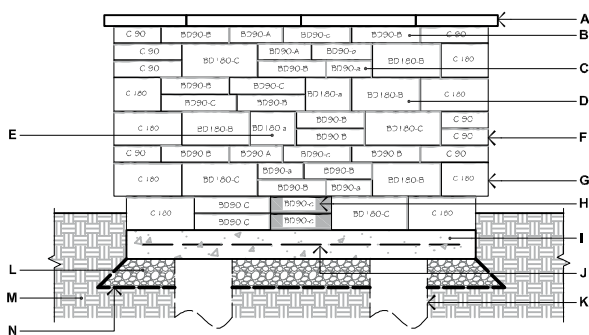 A
C 90 BD90-B BD90-A BD90-c BD90-B C 90
B
C 90 BD180-C BD90-A BD90-b BD180-B C 180
C 90 BD90-B BD90-a
C
C 180 BD90-B BD90-C BD180-a BD180-B C 180
BD90-C BD90-B
D
E
C 180 BD180-B BD180-a BD90 B BD180-C C 90
BD90 B C 90
F
C 90 BD90-B BD90 A BD90-c BD90-B C 90
C 180 BD180-C BD90-a BD90-B BD180-B C 180
BD90-B BD90-a
G
C 180 BD90 C BD90-c BD180-C C 180
BD90 C BD90-c
H
I
J
K
L
M
N